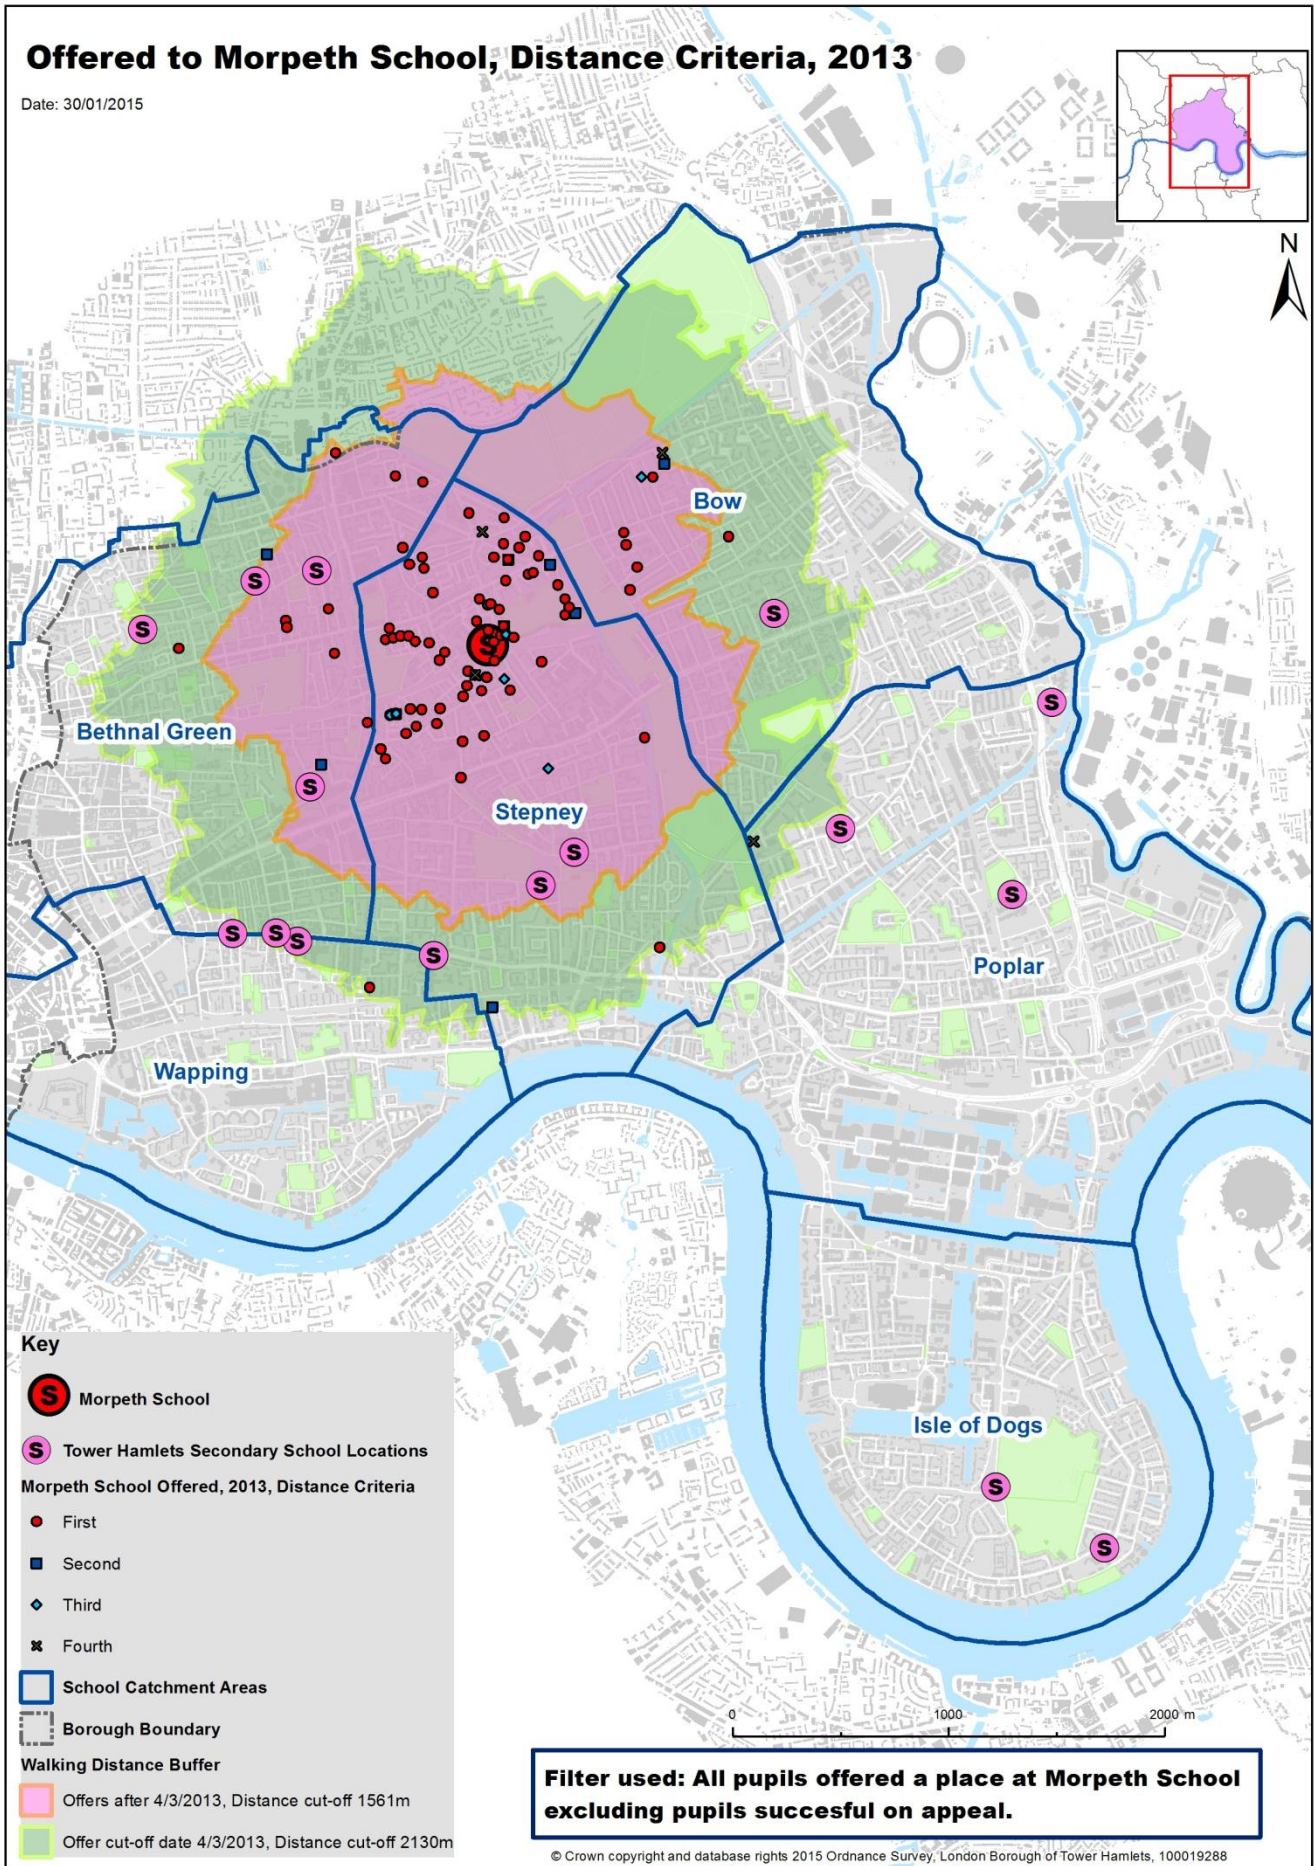 Offered to Morpeth School, Distance Criteria, 2013
Date: 30/01/2015
N
Bow
S
S
S
S
S
Bethnal Green
S
S
Stepney
S
S
S
S
S
Poplar
S
S
S
S
Wapping
Isle of Dogs
S
S
Key
S Morpeth School
S Tower Hamlets Secondary School Locations
Morpeth School Offered, 2013, Distance Criteria
First
Second
Third
Fourth
School Catchment Areas
Borough Boundary
Walking Distance Buffer
Offers after 4/3/2013, Distance cut-off 1561m
Offer cut-off date 4/3/2013, Distance cut-off 2130m
0 1000 2000 m
Filter used: All pupils offered a place at Morpeth School
excluding pupils succesful on appeal.
© Crown copyright and database rights 2015 Ordnance Survey, London Borough of Tower Hamlets, 100019288